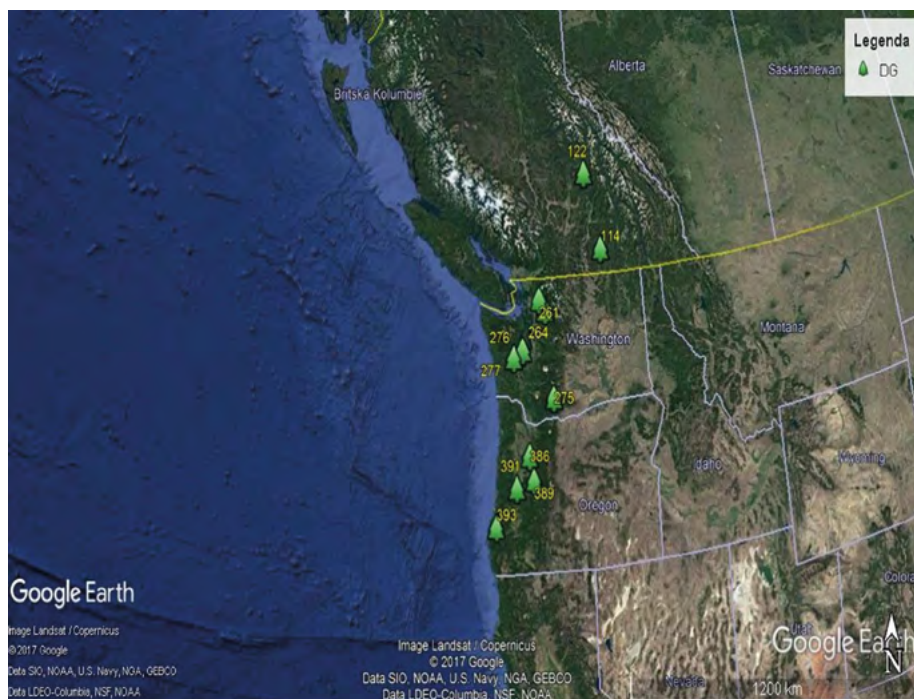 Legenda
DG
Alberta
Saskatchewan
Britská Kolumbie
122
114
261
276
264
Washington
Montana
277
275
386
391
Wyoming
Idaho
389
Oregon
393
Google Earth
Colora
Image Landsat / Copernicus
© 2017 Google
Data SIO, NOAA, U.S. Navy, NGA, GEBCO
Data LDEO-Columbia, NSF, NOAA
Image Landsat / Copernicus
© 2017 Google
Data SIO, NOAA, U.S. Navy, NGA, GEBCO
Data LDEO-Columbia, NSF, NOAA
Utah
Google Earth
N
Nevada
1200 km